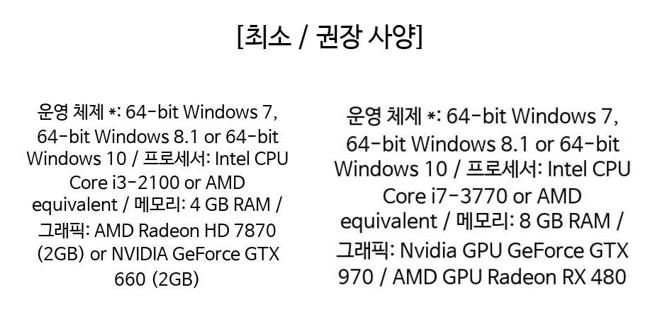 [최소 / 권장 사양]
운영 체제 *: 64-bit Windows 7,
64-bit Windows 8.1 or 64-bit
Windows 10 / 프로세서: Intel CPU
Core i3-2100 or AMD
equivalent / 메모리: 4 GB RAM /
그래픽: AMD Radeon HD 7870
(2GB) or NVIDIA GeForce GTX
660 (2GB)
운영 체제 *: 64-bit Windows 7,
64-bit Windows 8.1 or 64-bit
Windows 10 / 프로세서: Intel CPU
Core i7-3770 or AMD
equivalent / 메모리: 8 GB RAM /
그래픽: Nvidia GPU GeForce GTX
970 / AMD GPU Radeon RX 480